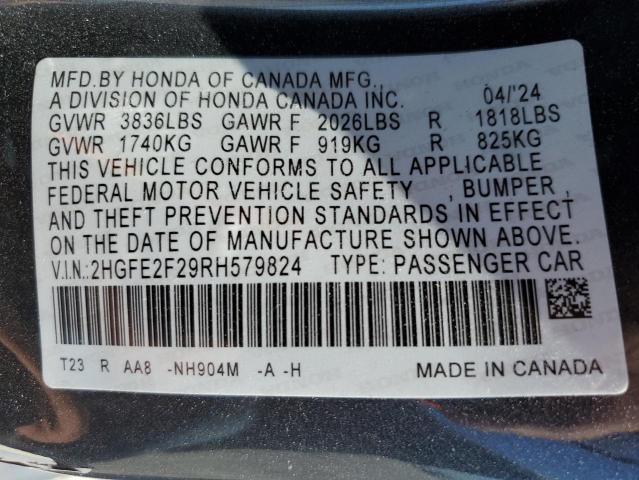 MFD.BY HONDA OF CANADA MFG.,
A DIVISION OF HONDA CANADA INC. 04/'24
GVWR 3836LBS GAWR F 2026LBS R 1818LBS
GVWR 1740KG GAWR F 919KG R 825KG
THIS VEHICLE CONFORMS TO ALL APPLICABLE
FEDERAL MOTOR VEHICLE SAFETY , BUMPER ,
AND THEFT PREVENTION STANDARDS IN EFFECT
ON THE DATE OF MANUFACTURE SHOWN ABOVE.
V.I.N.:2HGFE2F29RH579824 TYPE: PASSENGER CAR
T23 R AA8 -NH904M -A -H MADE IN CANADA